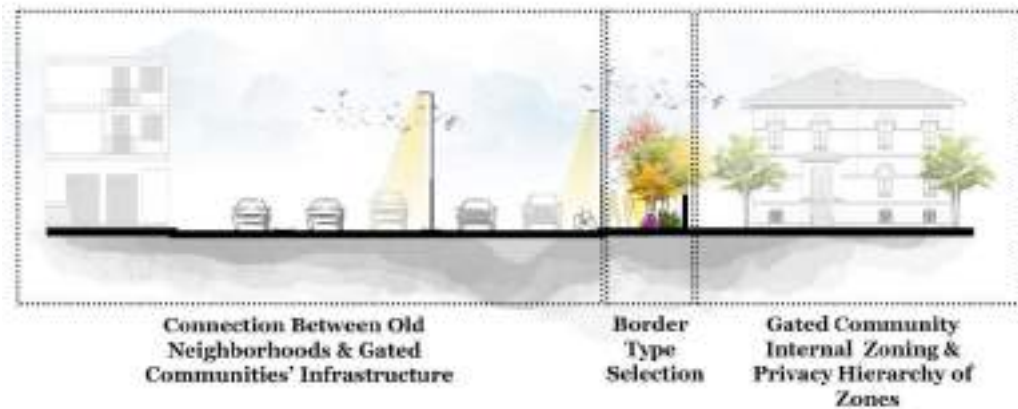 Connection Between Old
Neighborhoods & Gated
Communities' Infrastructure
Border
Type
Selection
Gated Community
Internal Zoning &
Privacy Hierarchy of
Zones